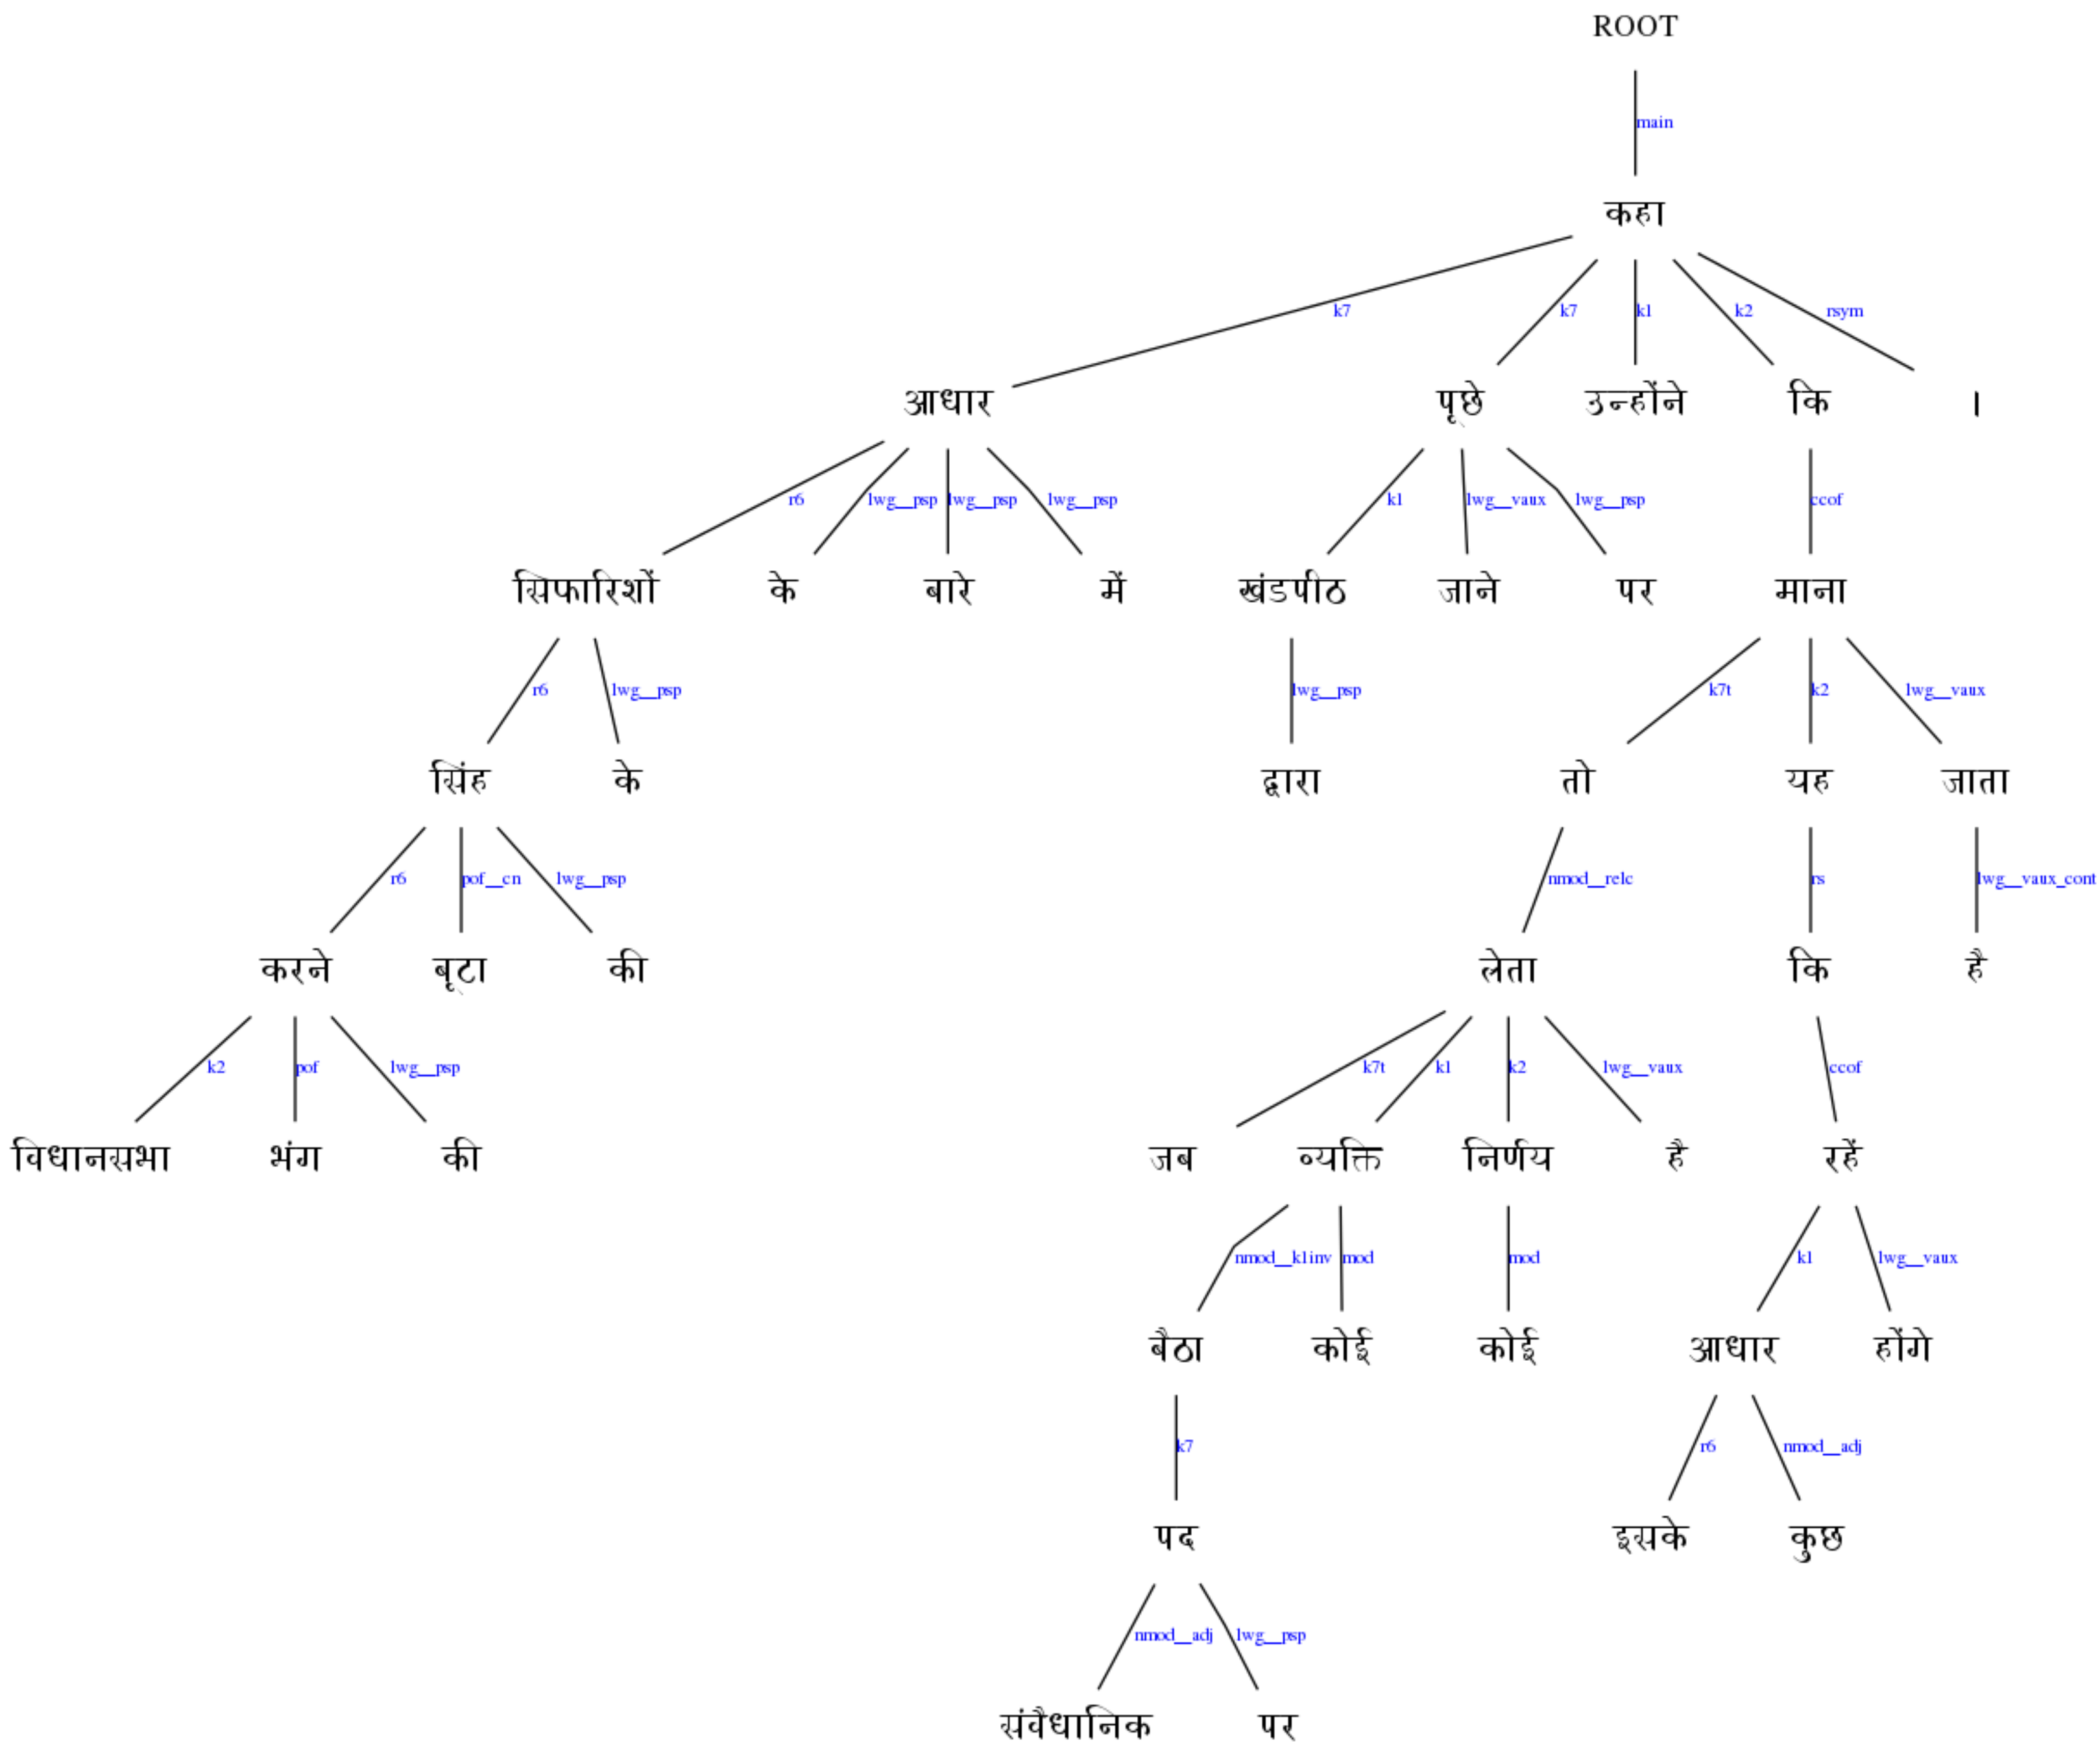 ROOT
main
कहा
k7 k7 k1 k2 rsym
आधार पूछे उन्होंने कि ।
r6 lwg__psp lwg__psp lwg__psp k1 lwg__vaux lwg__psp ccof
सिफारिशों के बारे में खंडपीठ जाने पर माना
r6 lwg__psp lwg__psp k7t k2 lwg__vaux
सिंह के द्वारा तो यह जाता
r6 pof__cn lwg__psp nmod__relc rs lwg__vaux_cont
करने बूटा की लेता कि है
k2 pof lwg__psp k7t k1 k2 lwg__vaux ccof
विधानसभा भंग की जब व्यक्ति निर्णय है रहें
nmod__k1inv mod mod k1 lwg__vaux
बैठा कोई कोई आधार होंगे
k7 r6 nmod__adj
पद इसके कुछ
nmod__adj lwg__psp
संवैधानिक पर